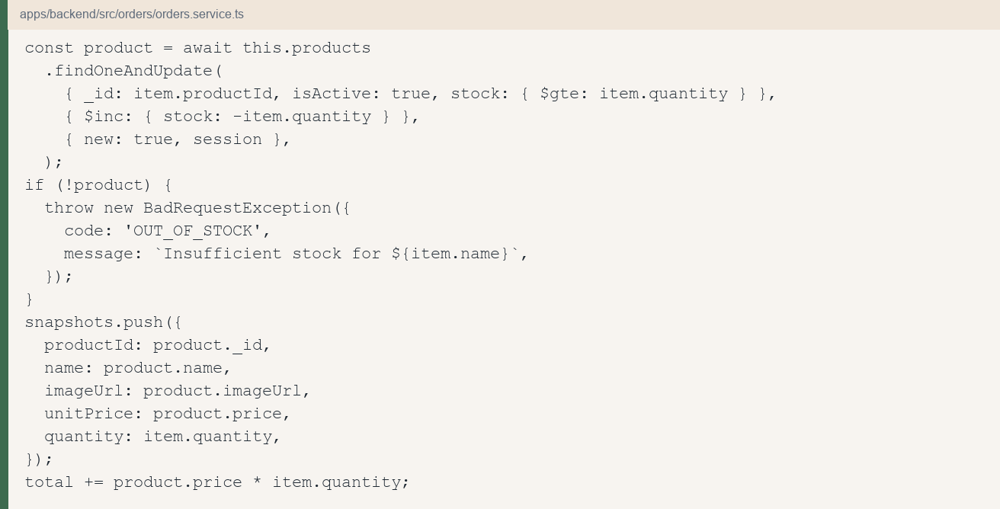 apps/backend/src/orders/orders.service.ts
const product = await this.products
  .findOneAndUpdate(
    { _id: item.productId, isActive: true, stock: { $gte: item.quantity } },
    { $inc: { stock: -item.quantity } },
    { new: true, session },
  );
if (!product) {
  throw new BadRequestException({
    code: 'OUT_OF_STOCK',
    message: `Insufficient stock for ${item.name}`,
  });
}
snapshots.push({
  productId: product._id,
  name: product.name,
  imageUrl: product.imageUrl,
  unitPrice: product.price,
  quantity: item.quantity,
});
total += product.price * item.quantity;